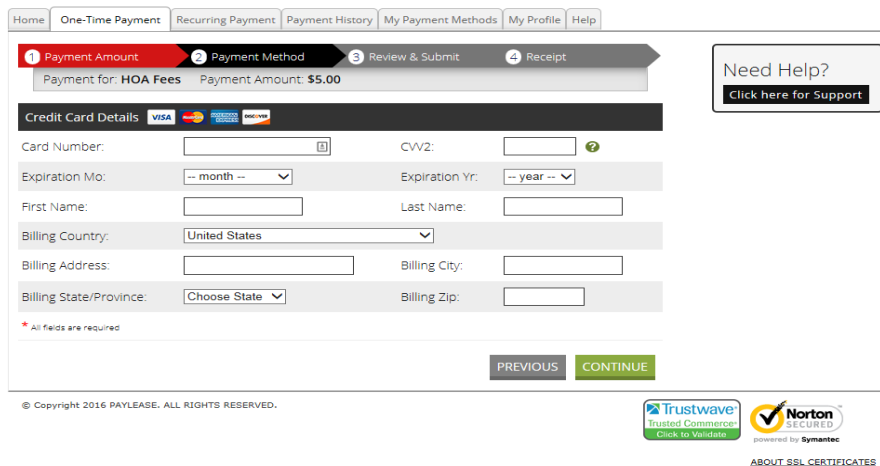 Home One-Time Payment Recurring Payment Payment History My Payment Methods My Profile Help
1 Payment Amount 2 Payment Method 3 Review & Submit 4 Receipt
Payment for: HOA Fees Payment Amount: $5.00
Need Help?
Click here for Support
Credit Card Details VISA MasterCard AMERICAN EXPRESS DISCOVER
Card Number: CVV2: ?
Expiration Mo: -- month -- Expiration Yr: -- year --
First Name: Last Name:
Billing Country: United States
Billing Address: Billing City:
Billing State/Province: Choose State Billing Zip:
* All fields are required
PREVIOUS CONTINUE
© Copyright 2016 PAYLEASE. ALL RIGHTS RESERVED.
Trustwave®
Trusted Commerce®
Click to Validate
Norton
SECURED
powered by Symantec
ABOUT SSL CERTIFICATES